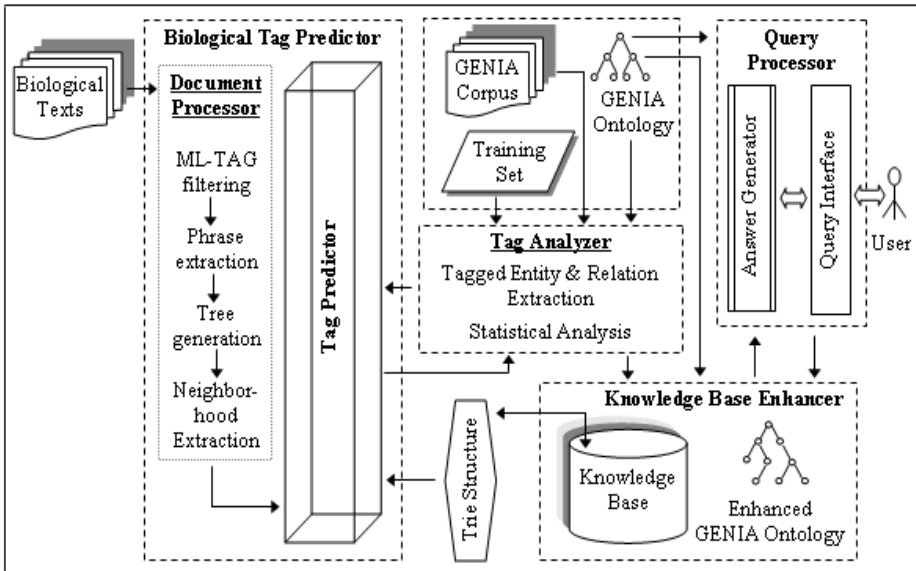 Biological
Texts
Biological Tag Predictor
Document
Processor
ML-TAG
filtering
Phrase
extraction
Tree
generation
Neighbor-
hood
Extraction
Tag Predictor
GENIA
Corpus
GENIA
Ontology
Training
Set
Tag Analyzer
Tagged Entity & Relation
Extraction
Statistical Analysis
Query
Processor
Answer Generator
Query Interface
User
Trie Structure
Knowledge Base Enhancer
Knowledge
Base
Enhanced
GENIA Ontology